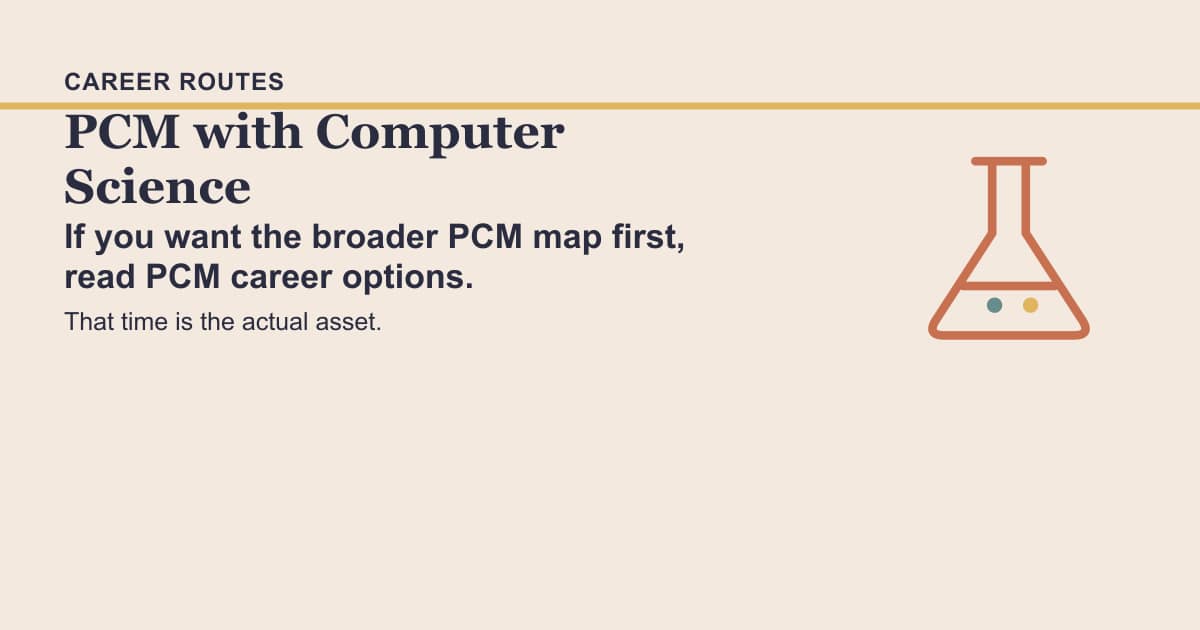 CAREER ROUTES
PCM with Computer
Science
If you want the broader PCM map first,
read PCM career options.
That time is the actual asset.